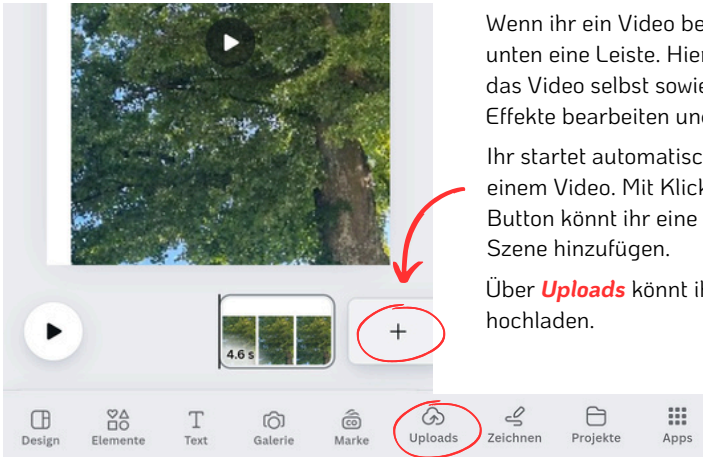 Wenn ihr ein Video be
unten eine Leiste. Hier
das Video selbst sowie
Effekte bearbeiten und
Ihr startet automatisc
einem Video. Mit Klick
Button könnt ihr eine
Szene hinzufügen.
Über Uploads könnt ih
hochladen.
4.6 s
+
Design
Elemente
Text
Galerie
CO
Marke
Uploads
Zeichnen
Projekte
Apps